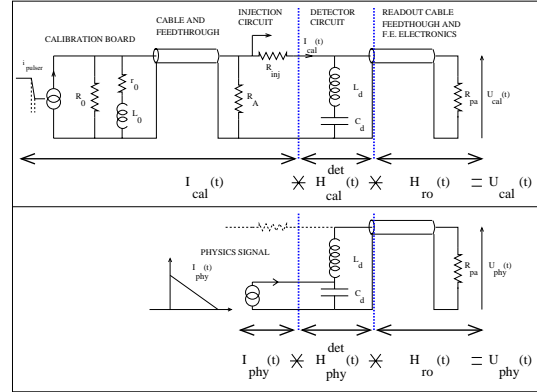 CALIBRATION BOARD
CABLE AND
FEEDTHROUGH
INJECTION
CIRCUIT
DETECTOR
CIRCUIT
READOUT CABLE
FEEDTHROUGH AND
F.E. ELECTRONICS
i pulser
R 0
r 0
L 0
R A
R inj
I cal (t)
L d
C d
R pa
U cal (t)
I cal (t) * H det cal (t) * H ro (t) = U cal (t)
PHYSICS SIGNAL
I phy (t)
L d
C d
R pa
U phy (t)
I phy (t) * H det phy (t) * H ro (t) = U phy (t)